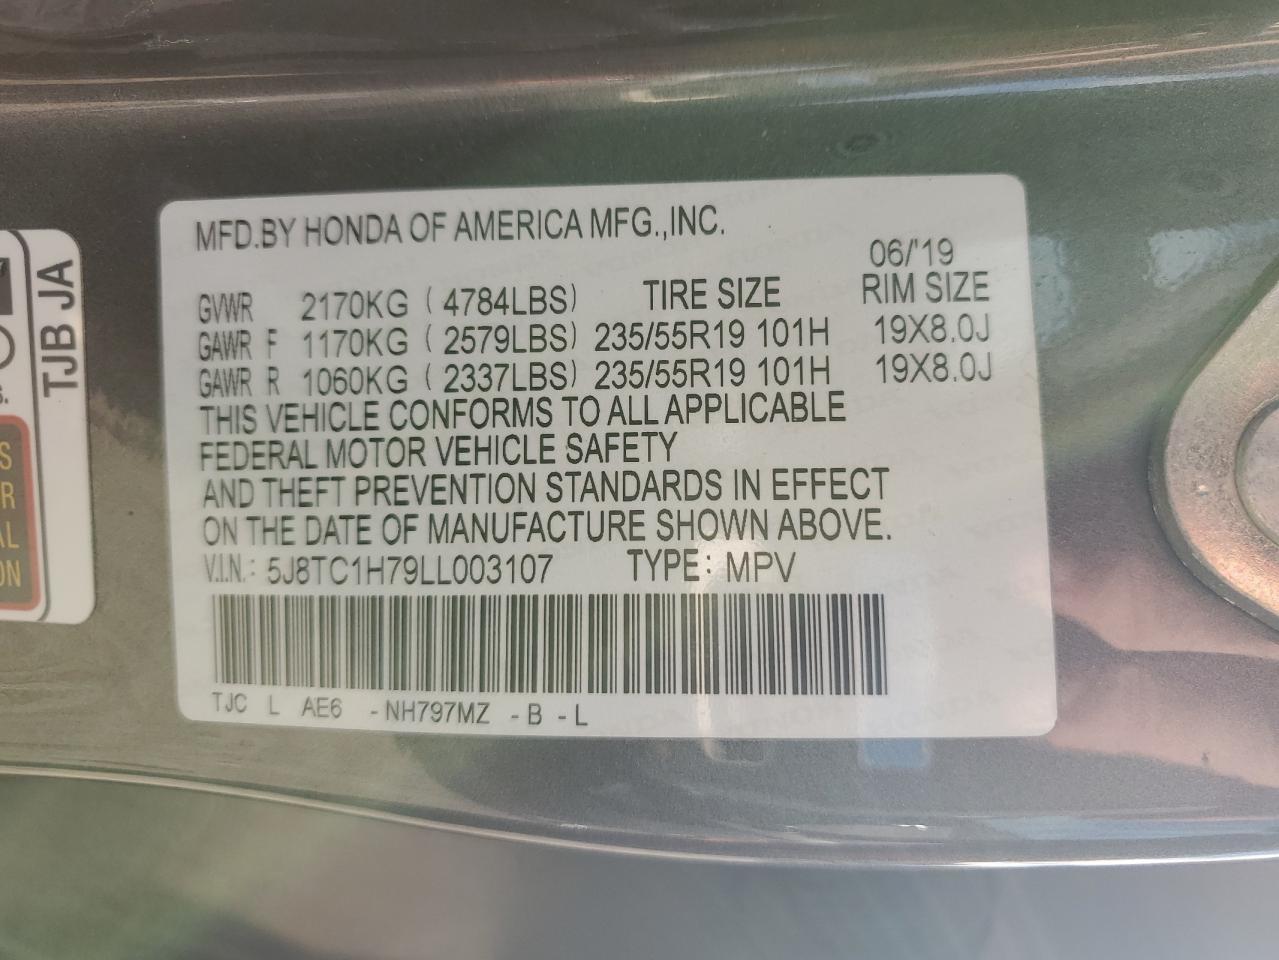 MFD.BY HONDA OF AMERICA MFG.,INC.
06/'19
GVWR 2170KG ( 4784LBS) TIRE SIZE RIM SIZE
GAWR F 1170KG ( 2579LBS) 235/55R19 101H 19X8.0J
GAWR R 1060KG ( 2337LBS) 235/55R19 101H 19X8.0J
THIS VEHICLE CONFORMS TO ALL APPLICABLE
FEDERAL MOTOR VEHICLE SAFETY
AND THEFT PREVENTION STANDARDS IN EFFECT
ON THE DATE OF MANUFACTURE SHOWN ABOVE.
V.I.N.: 5J8TC1H79LL003107 TYPE: MPV
TJC L AE6 -NH797MZ -B -L
TJB JA